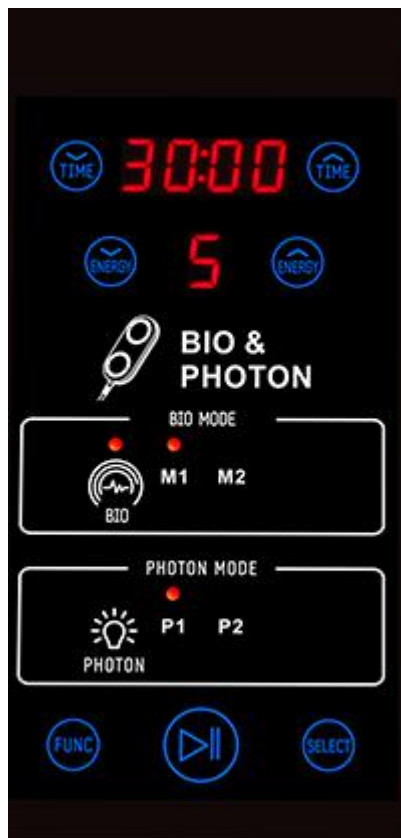 TIME 30:00 TIME
ENERGY 5 ENERGY
BIO &
PHOTON
BIO MODE
M1 M2
BIO
PHOTON MODE
P1 P2
PHOTON
FUNC SELECT